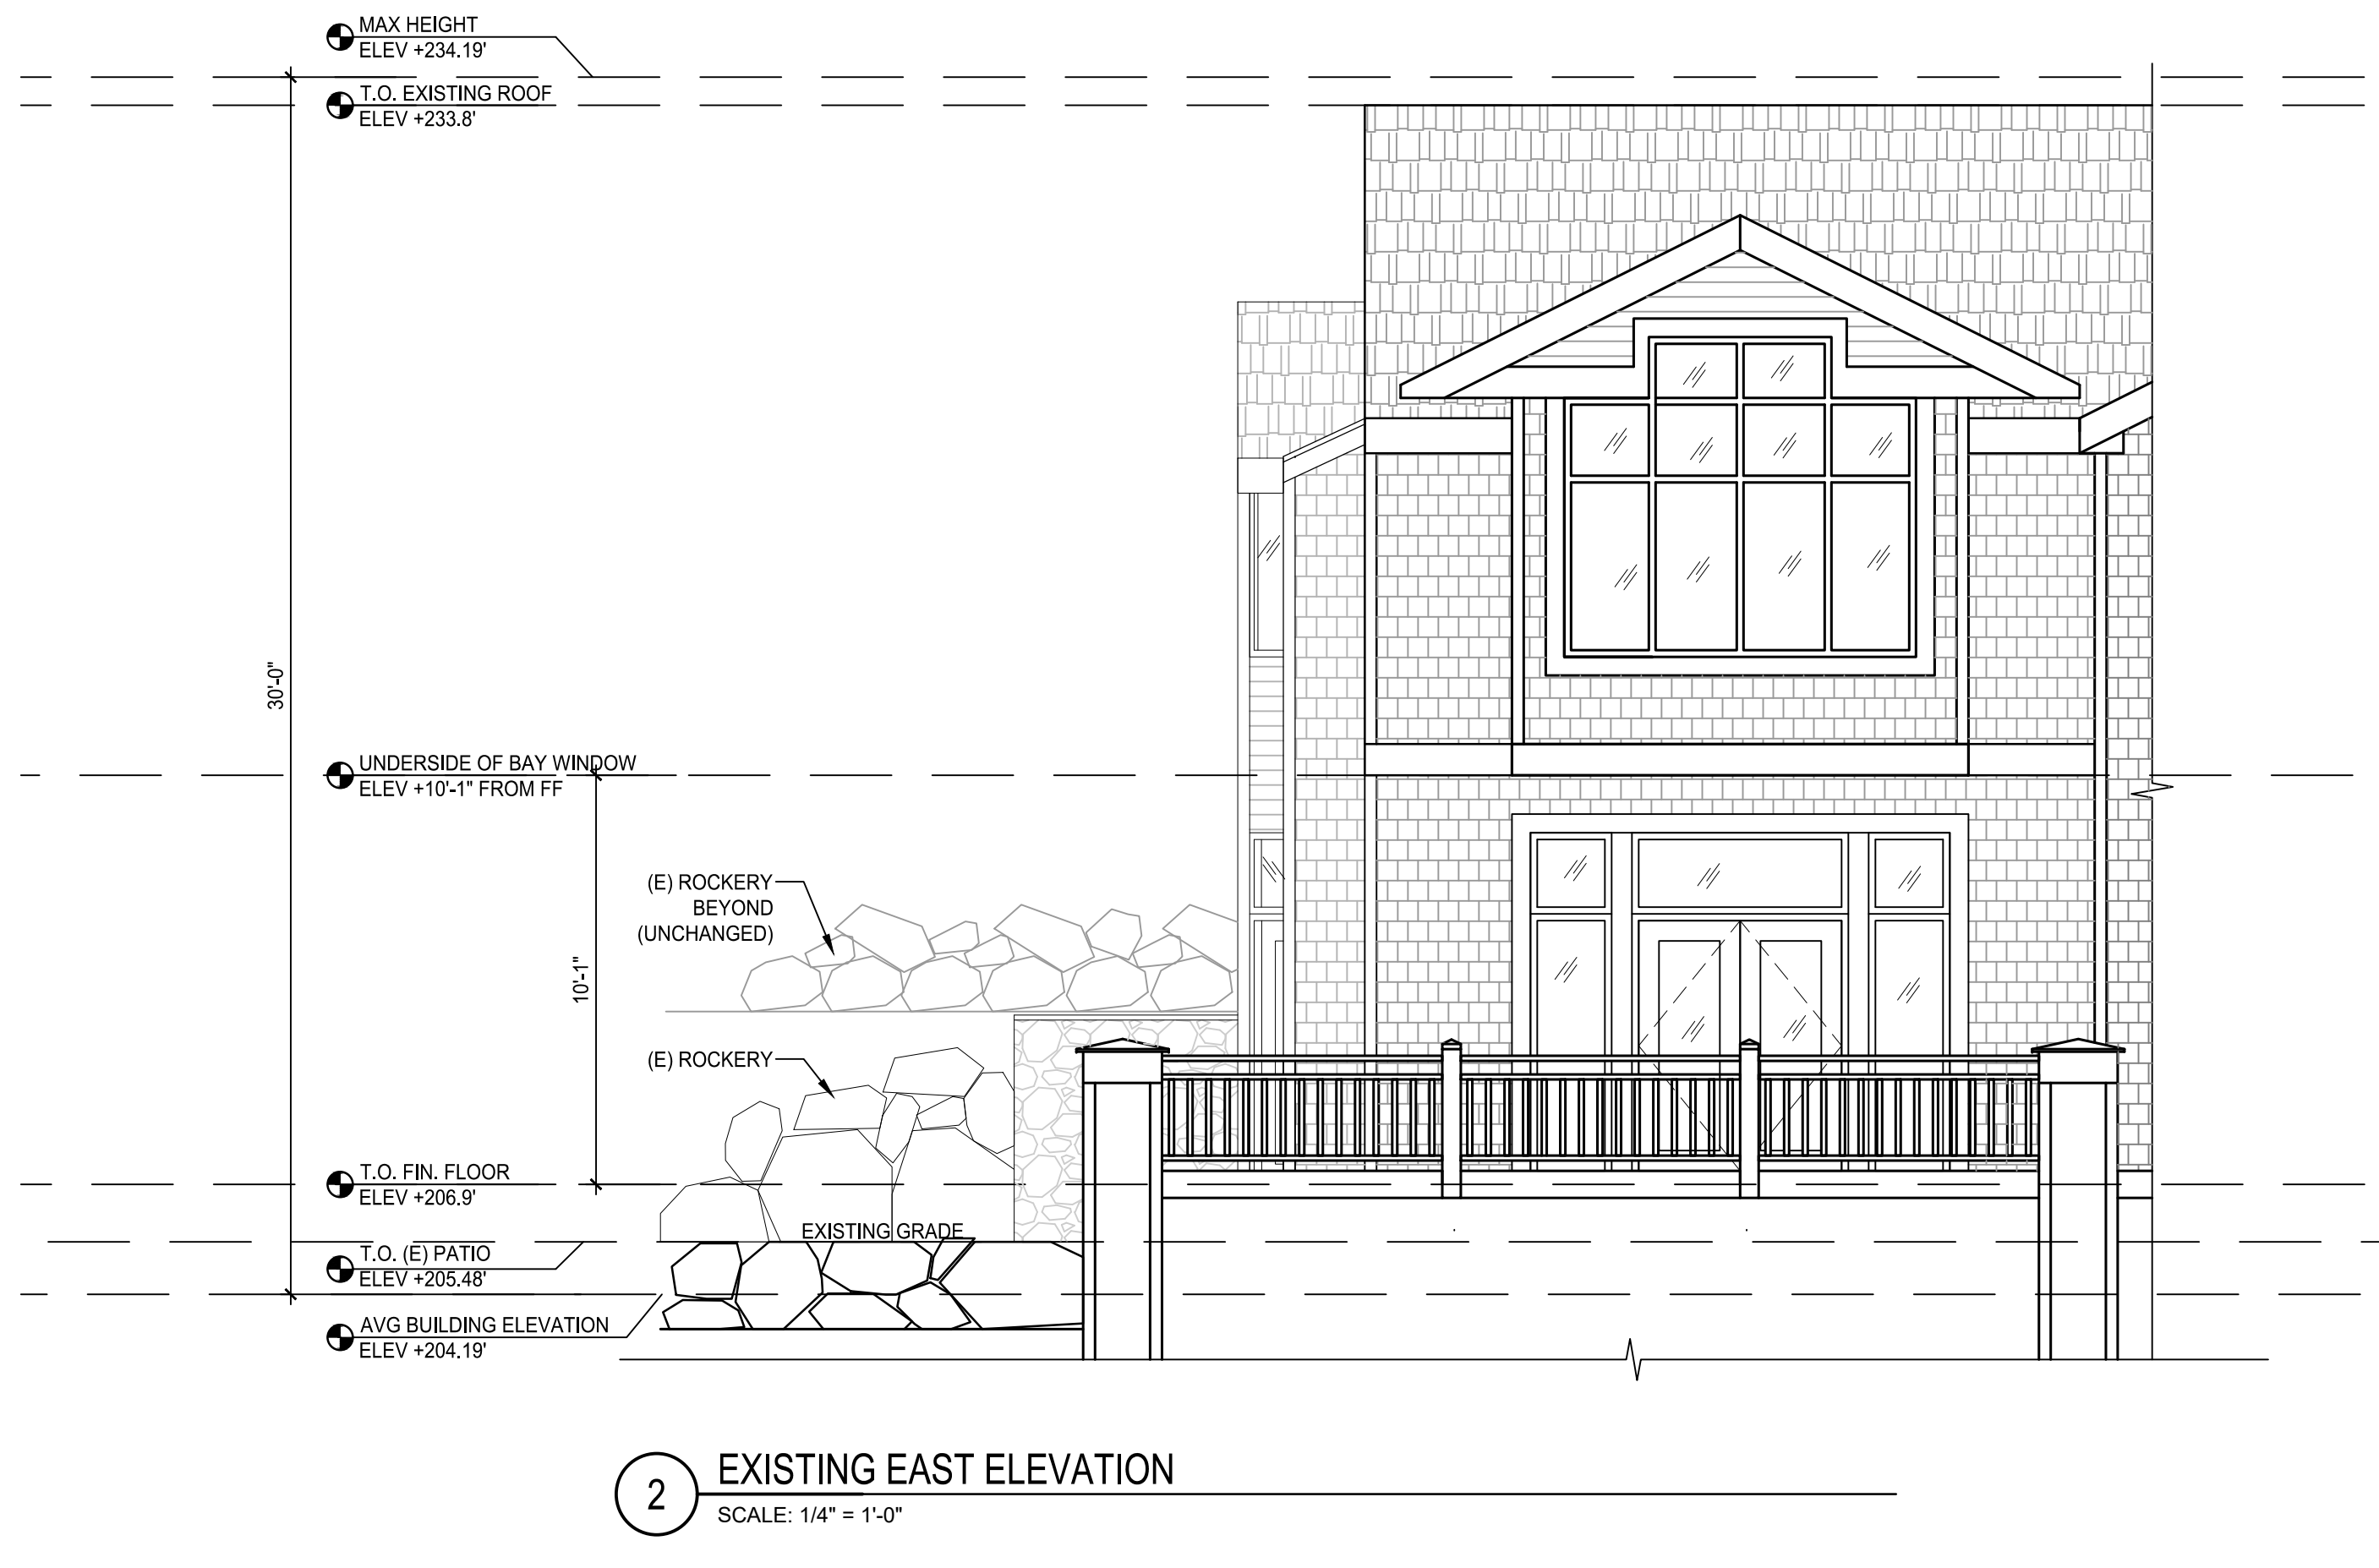 MAX HEIGHT
ELEV +234.19'
T.O. EXISTING ROOF
ELEV +233.8'
30'-0"
UNDERSIDE OF BAY WINDOW
ELEV +10'-1" FROM FF
(E) ROCKERY
BEYOND
(UNCHANGED)
10'-1"
(E) ROCKERY
T.O. FIN. FLOOR
ELEV +206.9'
EXISTING GRADE
T.O. (E) PATIO
ELEV +205.48'
AVG BUILDING ELEVATION
ELEV +204.19'
2
EXISTING EAST ELEVATION
SCALE: 1/4" = 1'-0"